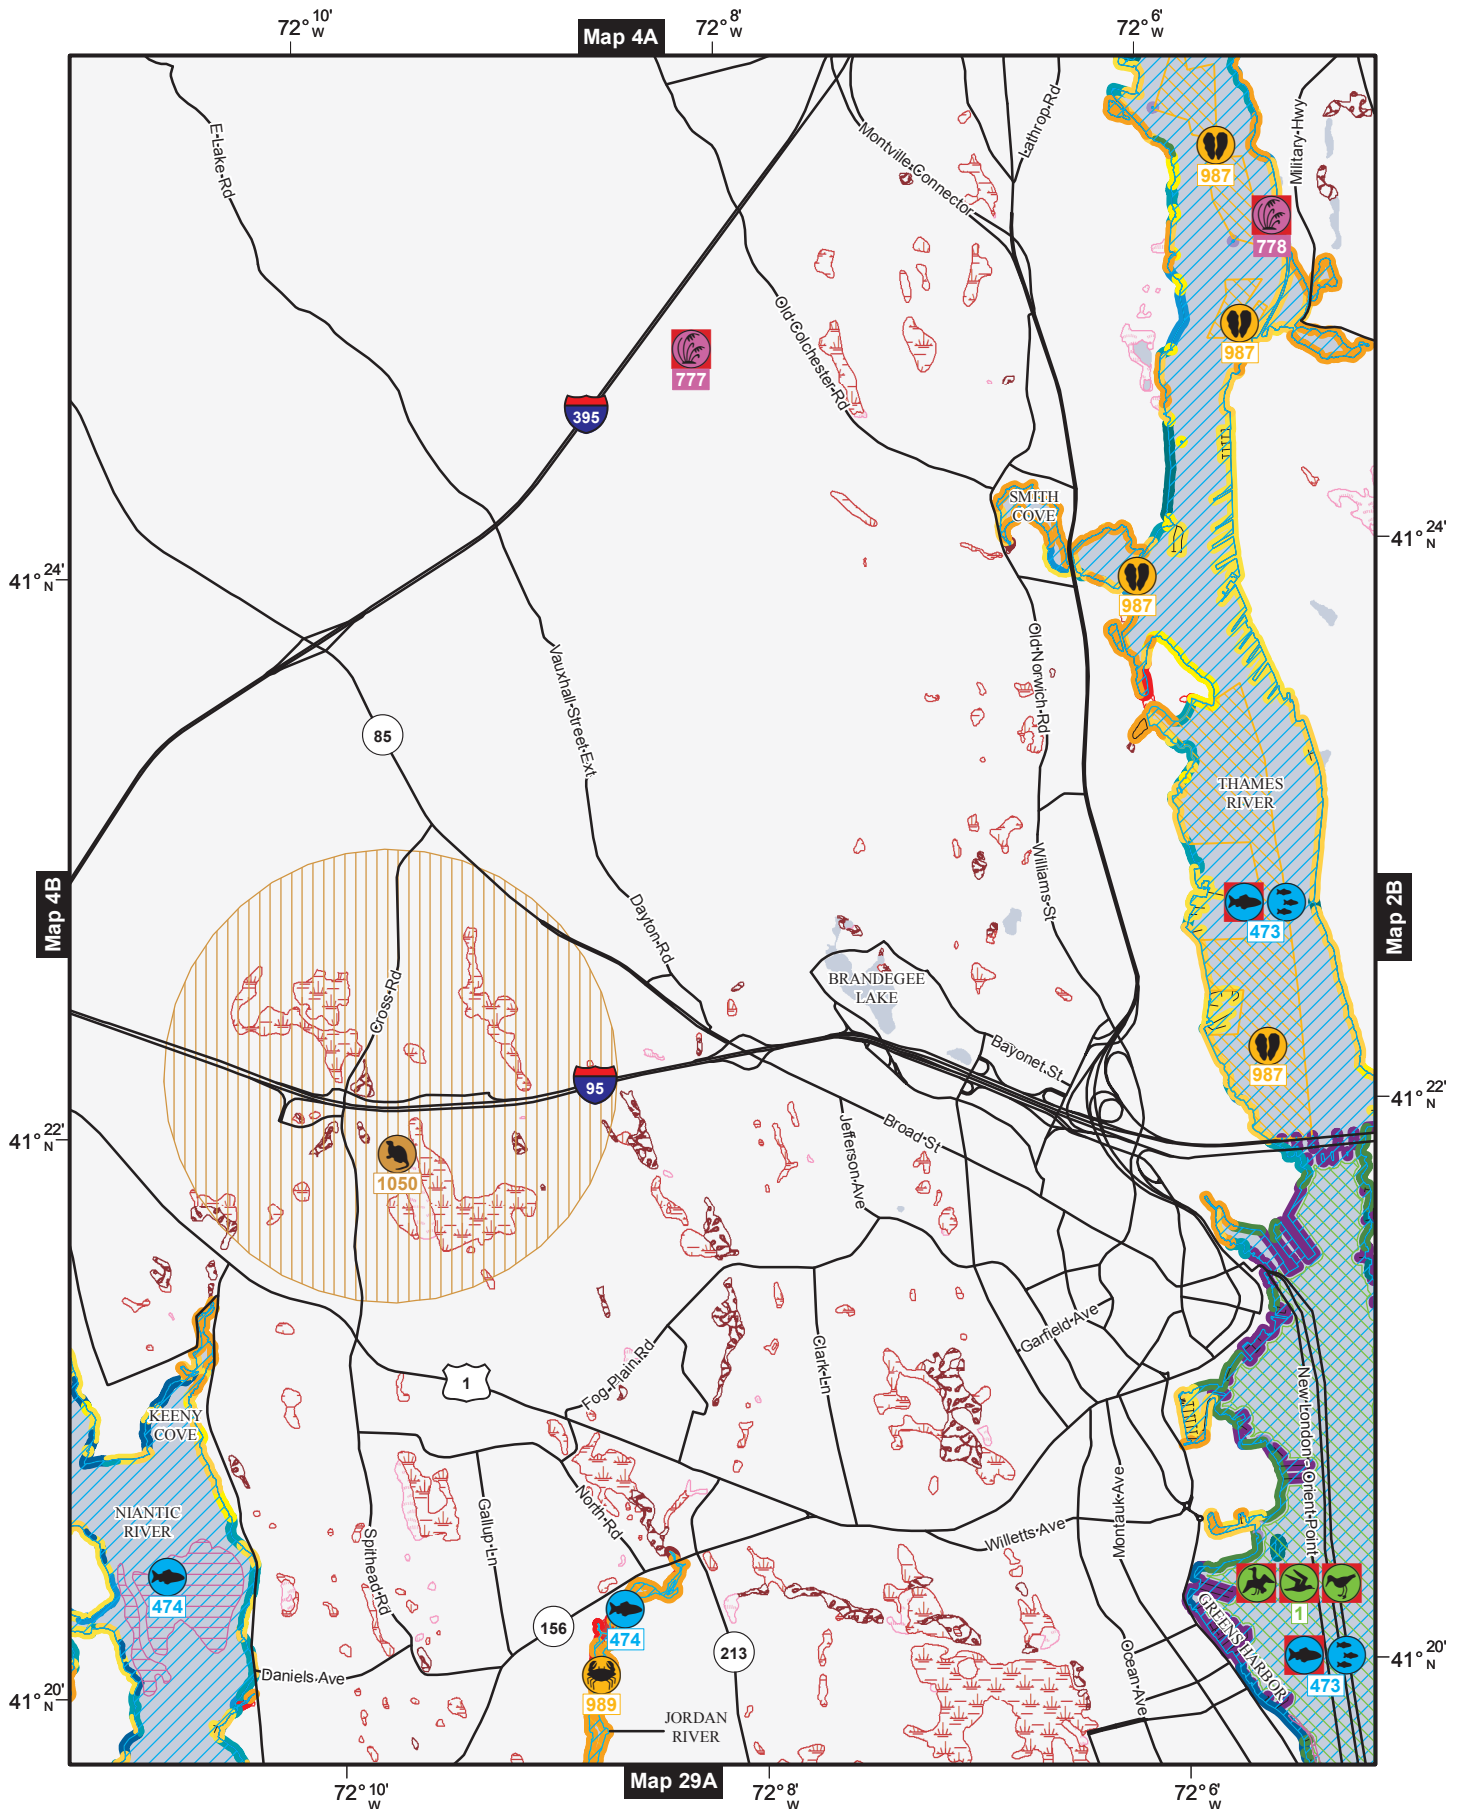 72° 10' W
Map 4A
72° 8' W
72° 6' W
E Lake Rd
Montville Connector
Lathrop Rd
Military Hwy
987
778
Old Colchester Rd
987
777
395
SMITH
COVE
41° 24' N
41° 24' N
987
Old Norwich Rd
Vauxhall Street Ext
85
THAMES
RIVER
Williams St
Map 4B
Map 2B
Dayton Rd
473
Cross Rd
BRANDEGEE
LAKE
Bayonet St
987
95
41° 22' N
41° 22' N
Jefferson Ave
Broad St
1050
Garfield Ave
Fog Plain Rd
Clark Ln
1
New London - Orient Point
KEENY
COVE
NIANTIC
RIVER
Gallup Ln
North Rd
Montauk Ave
Willetts Ave
Spithead Rd
474
1
GREENS HARBOR
156
474
213
Ocean Ave
473
Daniels Ave
989
41° 20' N
41° 20' N
JORDAN
RIVER
72° 10' W
Map 29A
72° 8' W
72° 6' W